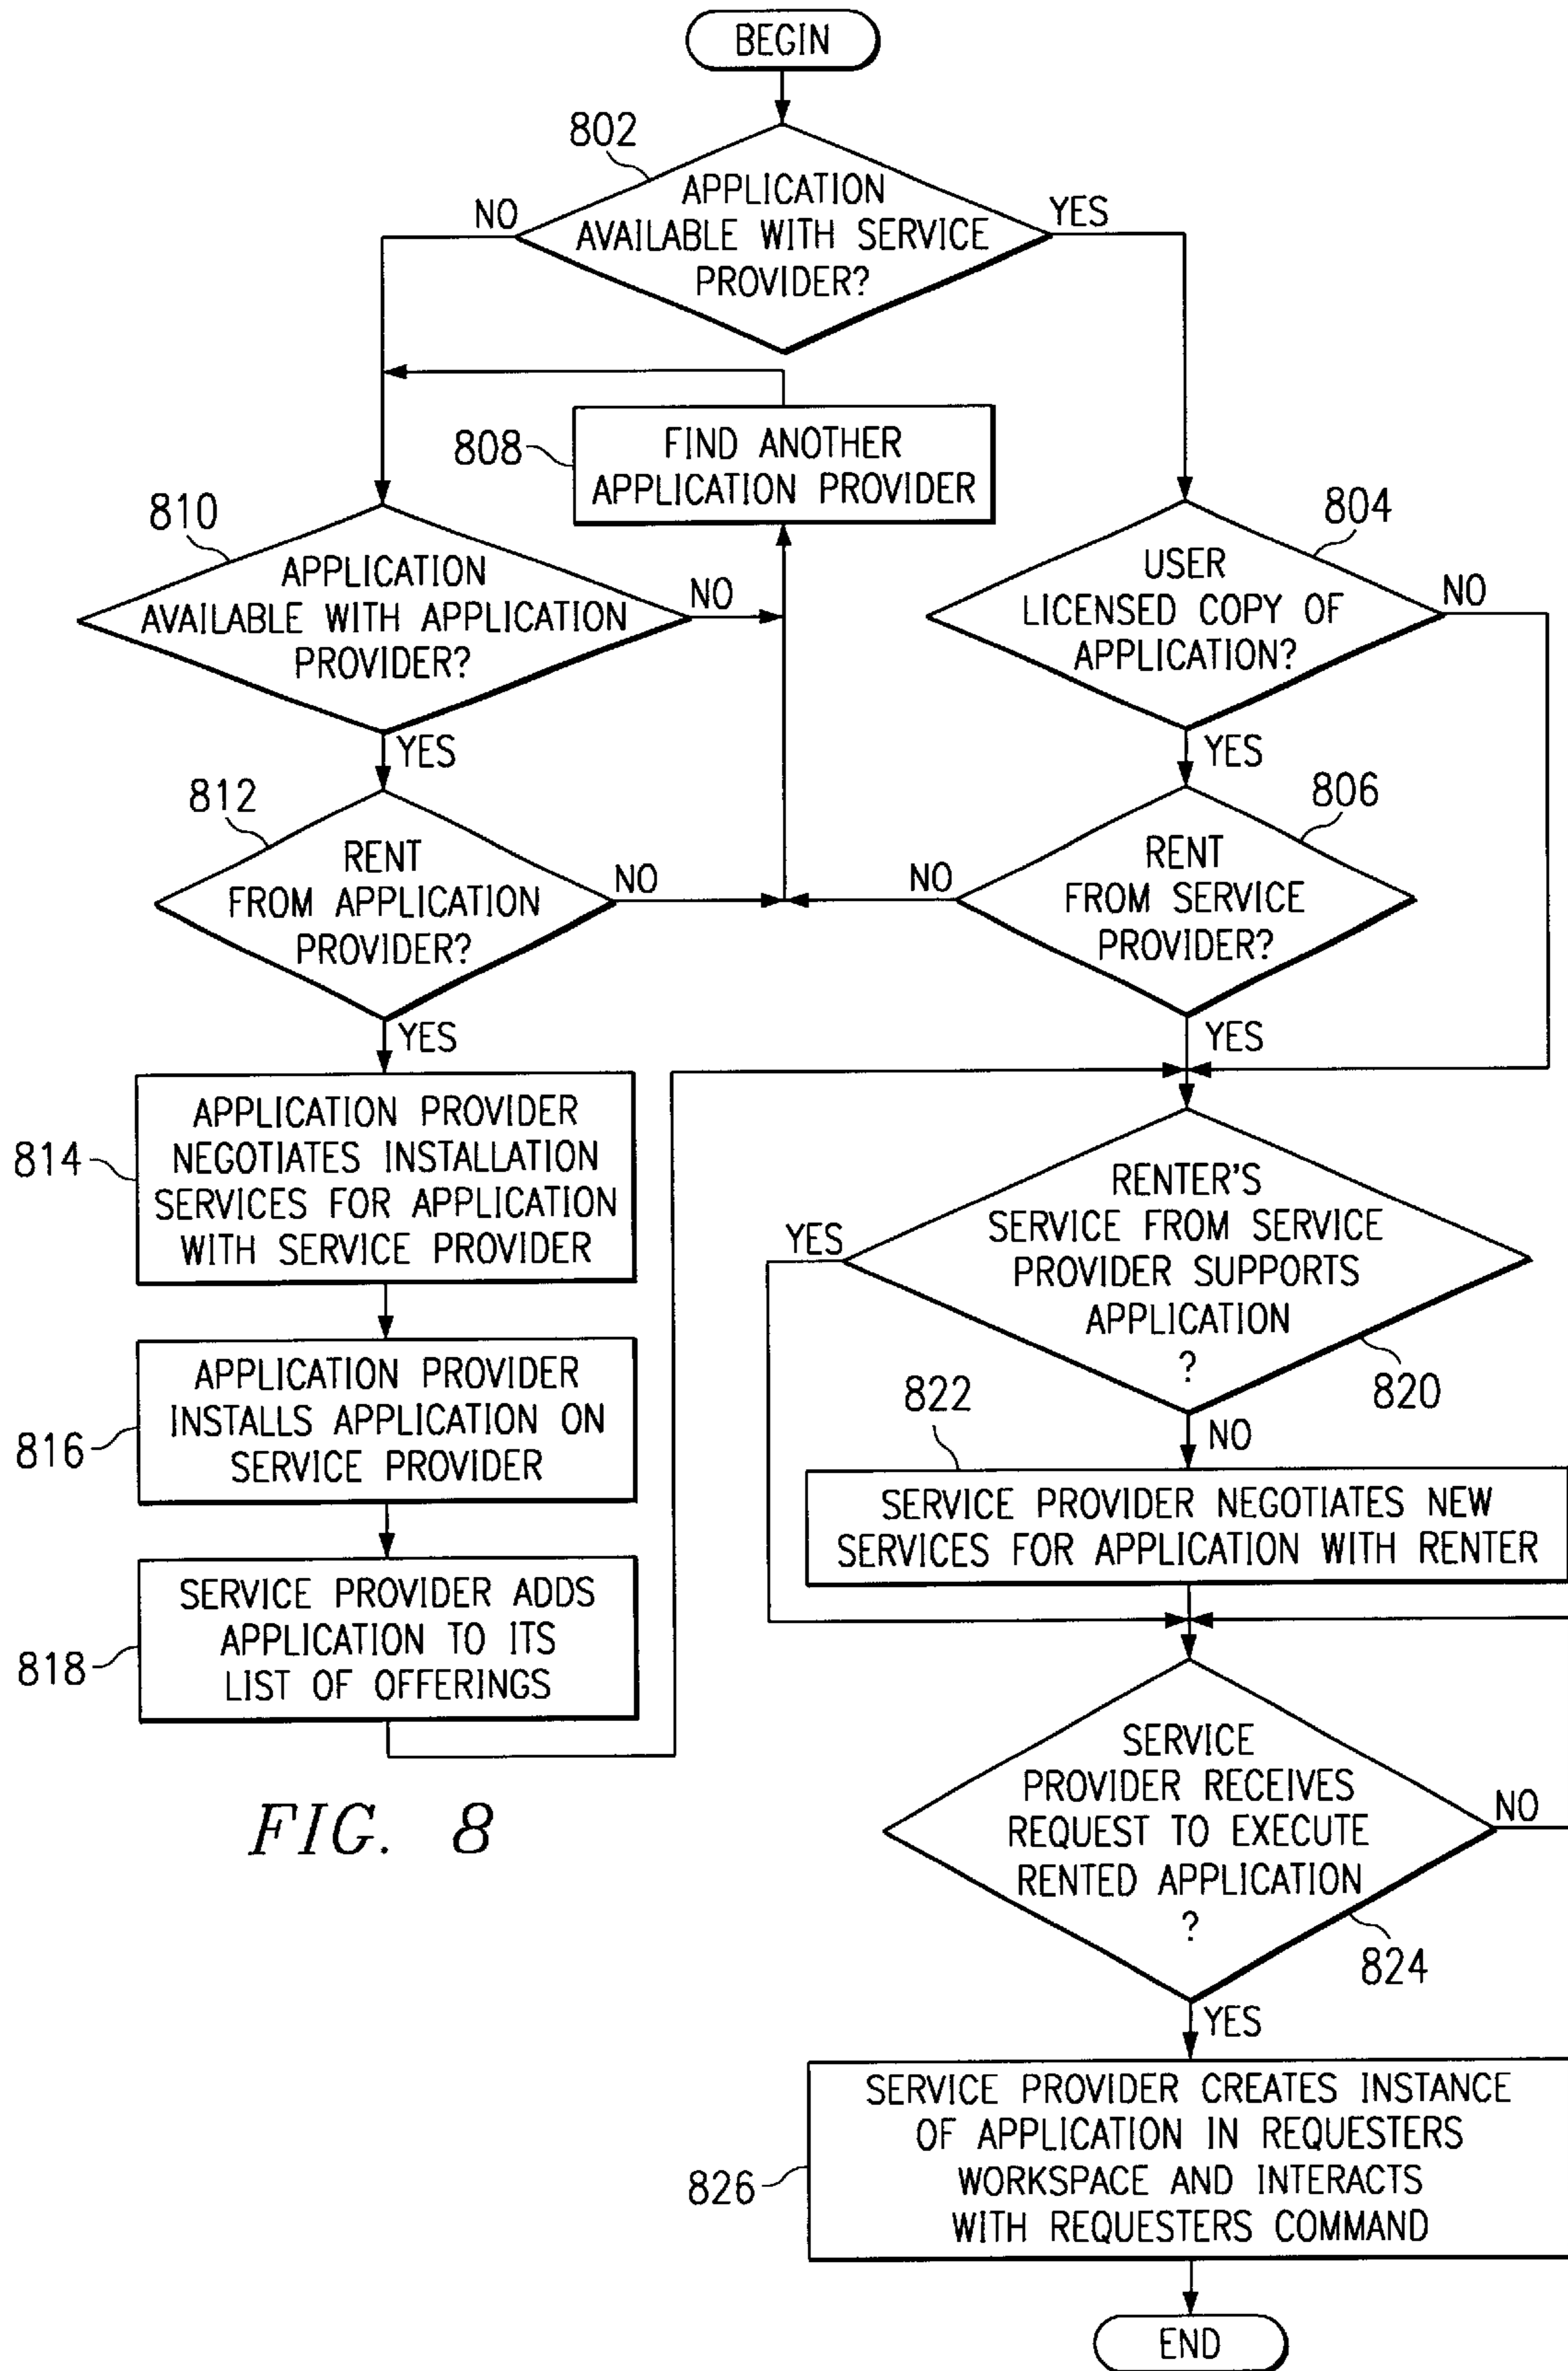 BEGIN
802
APPLICATION
AVAILABLE WITH SERVICE
PROVIDER?
NO
YES
808
FIND ANOTHER
APPLICATION PROVIDER
810
APPLICATION
AVAILABLE WITH APPLICATION
PROVIDER?
NO
YES
804
USER
LICENSED COPY OF
APPLICATION?
NO
YES
812
RENT
FROM APPLICATION
PROVIDER?
NO
YES
806
RENT
FROM SERVICE
PROVIDER?
NO
YES
814
APPLICATION PROVIDER
NEGOTIATES INSTALLATION
SERVICES FOR APPLICATION
WITH SERVICE PROVIDER
816
APPLICATION PROVIDER
INSTALLS APPLICATION ON
SERVICE PROVIDER
818
SERVICE PROVIDER ADDS
APPLICATION TO ITS
LIST OF OFFERINGS
RENTER'S
SERVICE FROM SERVICE
PROVIDER SUPPORTS
APPLICATION
?
YES
820
NO
822
SERVICE PROVIDER NEGOTIATES NEW
SERVICES FOR APPLICATION WITH RENTER
SERVICE
PROVIDER RECEIVES
REQUEST TO EXECUTE
RENTED APPLICATION
?
NO
824
YES
826
SERVICE PROVIDER CREATES INSTANCE
OF APPLICATION IN REQUESTERS
WORKSPACE AND INTERACTS
WITH REQUESTERS COMMAND
END
FIG. 8